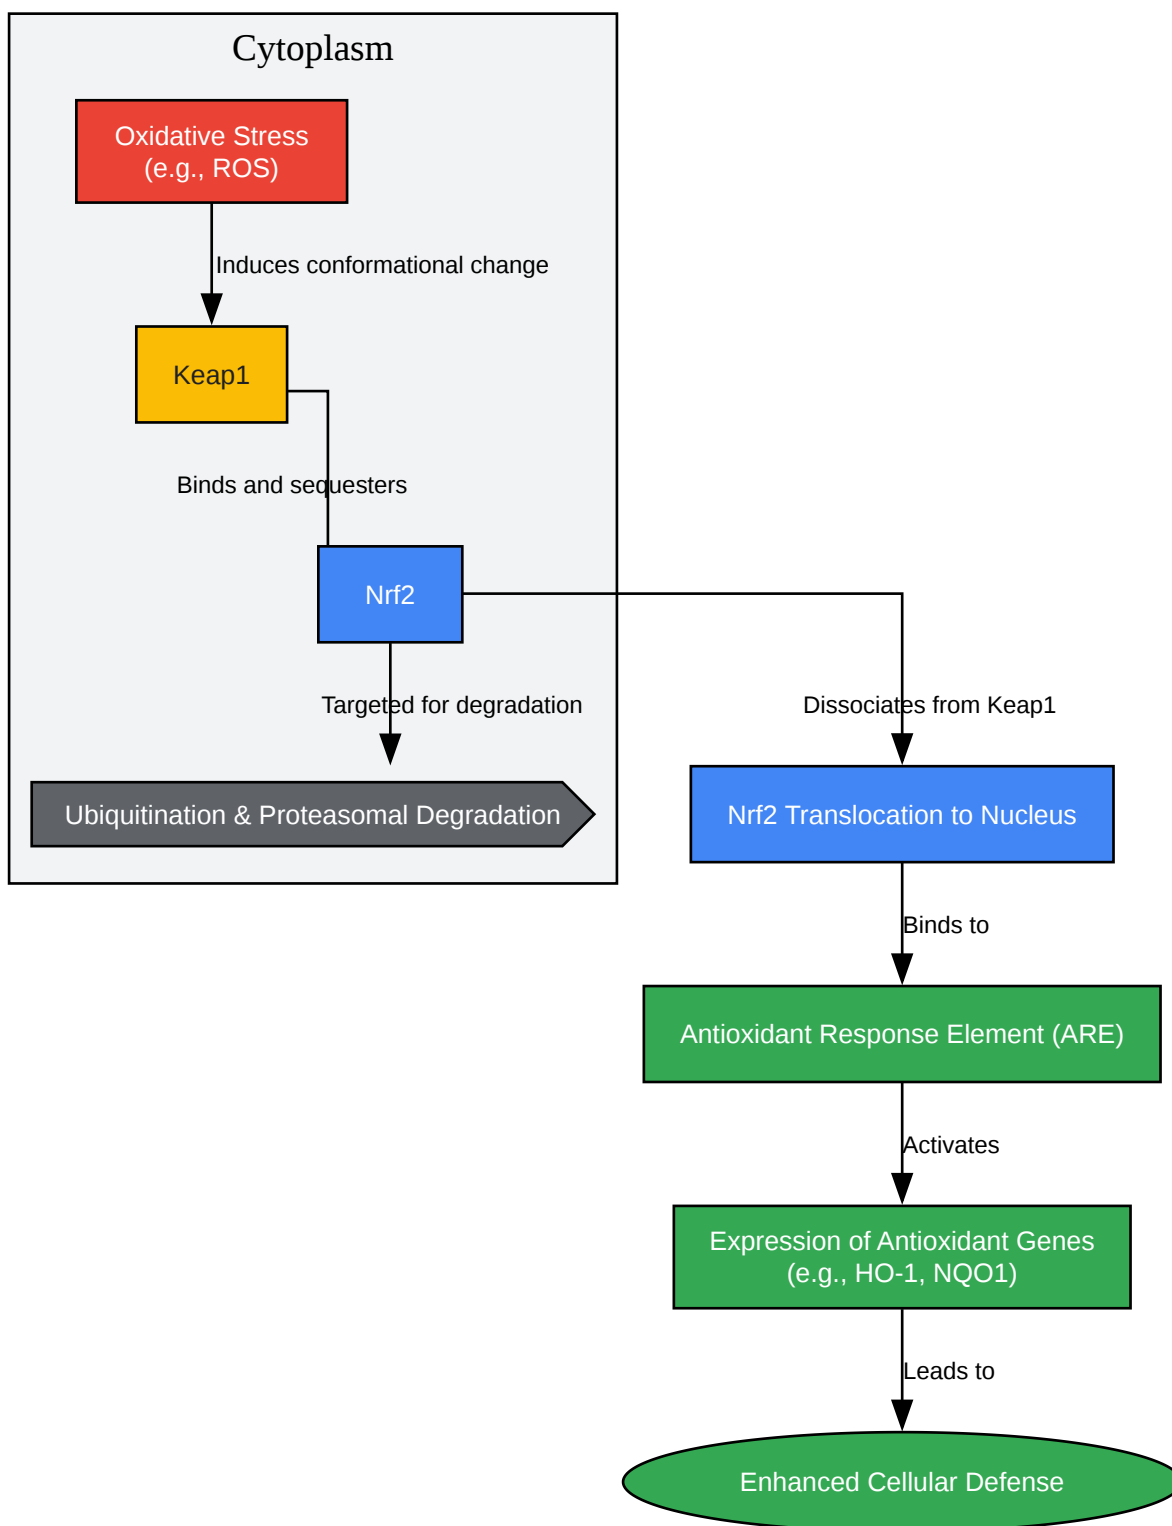 Cytoplasm
Oxidative Stress
(e.g., ROS)
Induces conformational change
Keap1
Binds and sequesters
Nrf2
Targeted for degradation
Dissociates from Keap1
Ubiquitination & Proteasomal Degradation
Nrf2 Translocation to Nucleus
Binds to
Antioxidant Response Element (ARE)
Activates
Expression of Antioxidant Genes
(e.g., HO-1, NQO1)
Leads to
Enhanced Cellular Defense